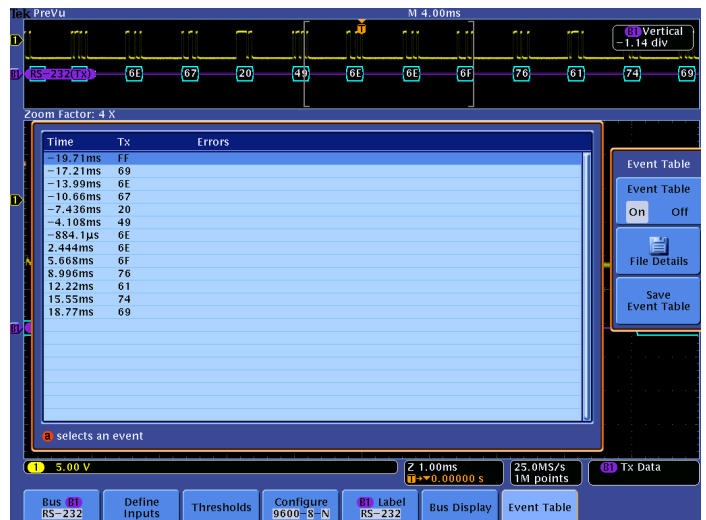 Tek PreVu M 4.00ms
B1 Vertical
-1.14 div
1
B1 RS-232(Tx) 6E 67 20 49 6E 6E 6F 76 61 74 69
Zoom Factor: 4 X
Time Tx Errors
-19.71ms FF
-17.21ms 69
-13.99ms 6E
-10.66ms 67
-7.436ms 20
-4.108ms 49
-884.1µs 6E
2.444ms 6E
5.668ms 6F
8.996ms 76
12.22ms 61
15.55ms 74
18.77ms 69
a selects an event
1
B1
Event Table
Event Table
On Off
File Details
Save
Event Table
1 5.00 V
Z 1.00ms
T→▼0.00000 s
25.0MS/s
1M points
B1 Tx Data
Bus B1
RS-232
Define
Inputs
Thresholds
Configure
9600-8-N
B1 Label
RS-232
Bus Display
Event Table